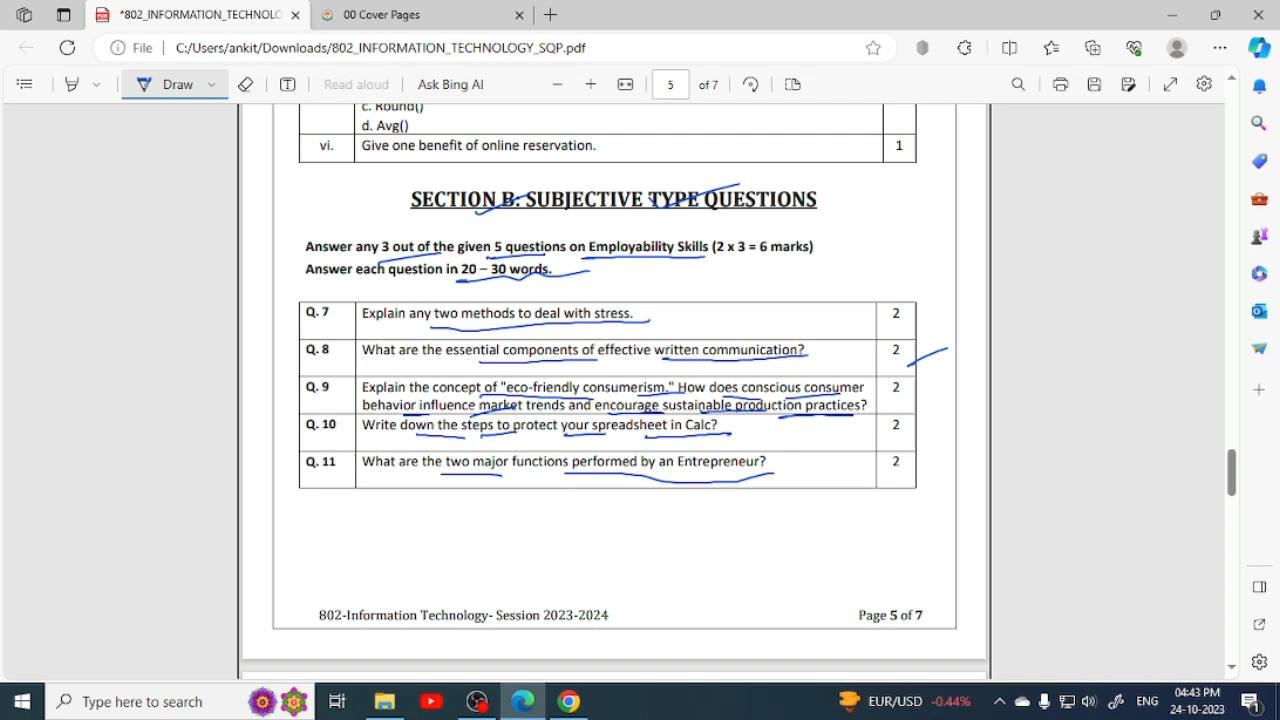 *802_INFORMATION_TECHNOLO
00 Cover Pages
File
C:/Users/ankit/Downloads/802_INFORMATION_TECHNOLOGY_SQP.pdf
Draw
Read aloud
Ask Bing AI
5
of 7
c. Round()
d. Avg()
vi. Give one benefit of online reservation. 1
SECTION B: SUBJECTIVE TYPE QUESTIONS
Answer any 3 out of the given 5 questions on Employability Skills (2 x 3 = 6 marks)
Answer each question in 20 – 30 words.
Q. 7 Explain any two methods to deal with stress. 2
Q. 8 What are the essential components of effective written communication? 2
Q. 9 Explain the concept of "eco-friendly consumerism." How does conscious consumer 2
behavior influence market trends and encourage sustainable production practices?
Q. 10 Write down the steps to protect your spreadsheet in Calc? 2
Q. 11 What are the two major functions performed by an Entrepreneur? 2
802-Information Technology- Session 2023-2024 Page 5 of 7
Type here to search
EUR/USD -0.44%
ENG
04:43 PM
24-10-2023
1